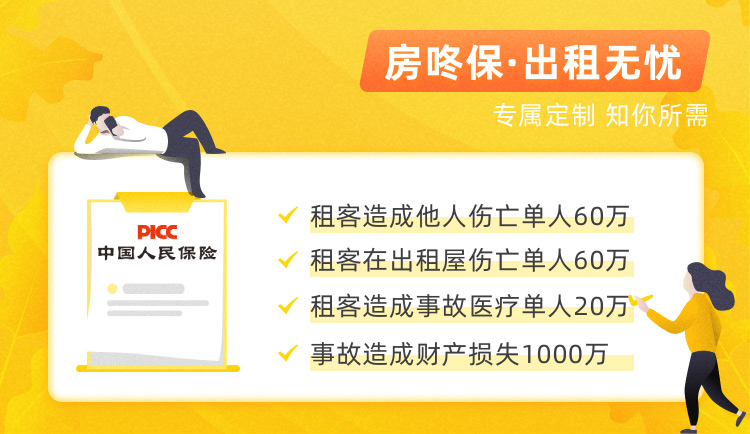 房咚保·出租无忧
专属定制 知你所需
PICC
中国人民保险
租客造成他人伤亡单人60万
租客在出租屋伤亡单人60万
租客造成事故医疗单人20万
事故造成财产损失1000万